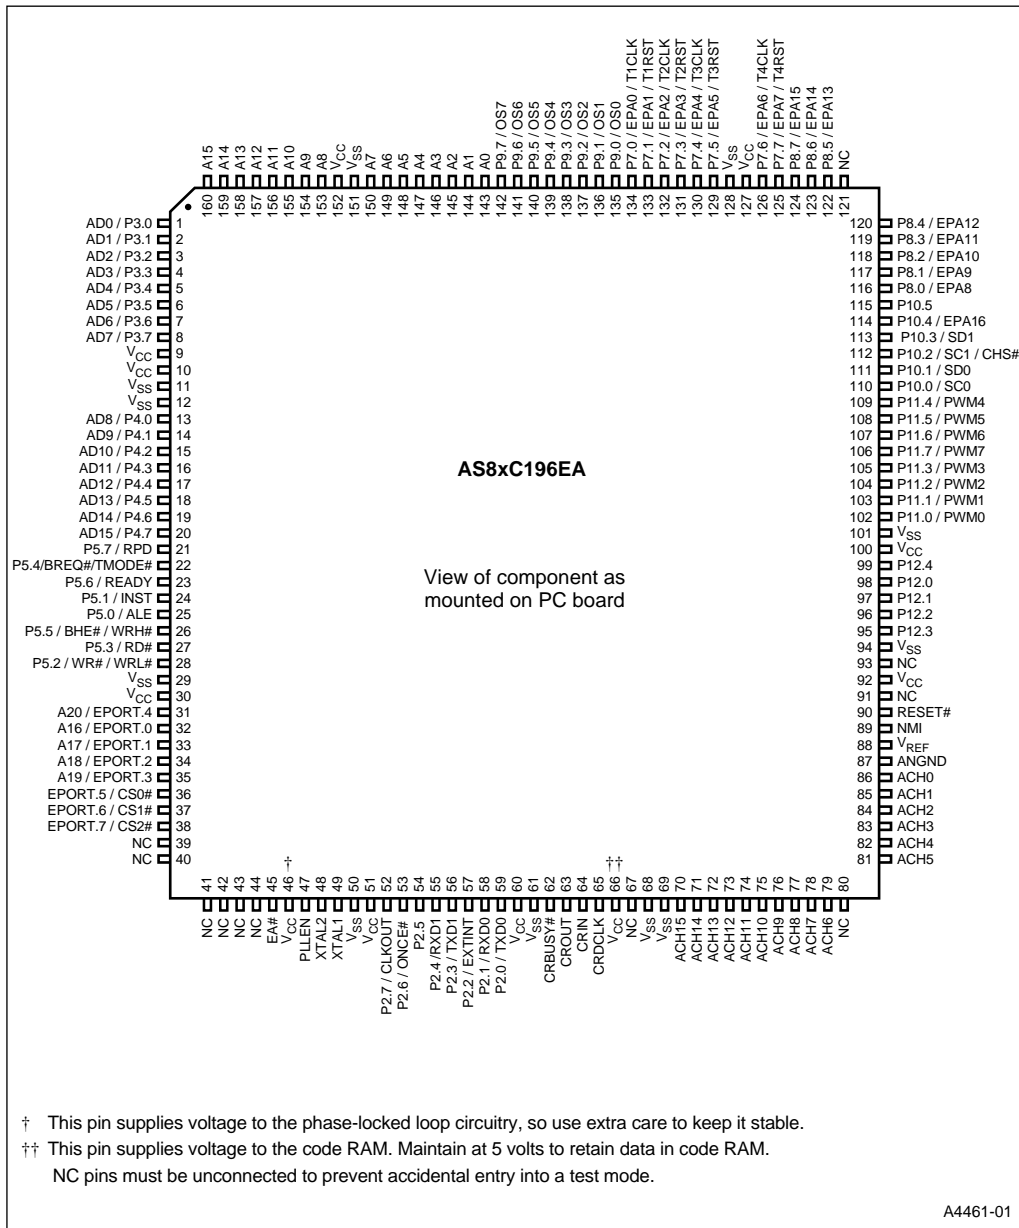 A15
A14
A13
A12
A11
A10
A9
A8
VCC
VSS
A7
A6
A5
A4
A3
A2
A1
A0
P9.7 / OS7
P9.6 / OS6
P9.5 / OS5
P9.4 / OS4
P9.3 / OS3
P9.2 / OS2
P9.1 / OS1
P9.0 / OS0
P7.0 / EPA0 / T1CLK
P7.1 / EPA1 / T1RST
P7.2 / EPA2 / T2CLK
P7.3 / EPA3 / T2RST
P7.4 / EPA4 / T3CLK
P7.5 / EPA5 / T3RST
VSS
VCC
P7.6 / EPA6 / T4CLK
P7.7 / EPA7 / T4RST
P8.7 / EPA15
P8.6 / EPA14
P8.5 / EPA13
NC
160
159
158
157
156
155
154
153
152
151
150
149
148
147
146
145
144
143
142
141
140
139
138
137
136
135
134
133
132
131
130
129
128
127
126
125
124
123
122
121
AD0 / P3.0 1
AD1 / P3.1 2
AD2 / P3.2 3
AD3 / P3.3 4
AD4 / P3.4 5
AD5 / P3.5 6
AD6 / P3.6 7
AD7 / P3.7 8
VCC 9
VCC 10
VSS 11
VSS 12
AD8 / P4.0 13
AD9 / P4.1 14
AD10 / P4.2 15
AD11 / P4.3 16
AD12 / P4.4 17
AD13 / P4.5 18
AD14 / P4.6 19
AD15 / P4.7 20
P5.7 / RPD 21
P5.4/BREQ#/TMODE# 22
P5.6 / READY 23
P5.1 / INST 24
P5.0 / ALE 25
P5.5 / BHE# / WRH# 26
P5.3 / RD# 27
P5.2 / WR# / WRL# 28
VSS 29
VCC 30
A20 / EPORT.4 31
A16 / EPORT.0 32
A17 / EPORT.1 33
A18 / EPORT.2 34
A19 / EPORT.3 35
EPORT.5 / CS0# 36
EPORT.6 / CS1# 37
EPORT.7 / CS2# 38
NC 39
NC 40
AS8xC196EA
View of component as
mounted on PC board
120 P8.4 / EPA12
119 P8.3 / EPA11
118 P8.2 / EPA10
117 P8.1 / EPA9
116 P8.0 / EPA8
115 P10.5
114 P10.4 / EPA16
113 P10.3 / SD1
112 P10.2 / SC1 / CHS#
111 P10.1 / SD0
110 P10.0 / SC0
109 P11.4 / PWM4
108 P11.5 / PWM5
107 P11.6 / PWM6
106 P11.7 / PWM7
105 P11.3 / PWM3
104 P11.2 / PWM2
103 P11.1 / PWM1
102 P11.0 / PWM0
101 VSS
100 VCC
99 P12.4
98 P12.0
97 P12.1
96 P12.2
95 P12.3
94 VSS
93 NC
92 VCC
91 NC
90 RESET#
89 NMI
88 VREF
87 ANGND
86 ACH0
85 ACH1
84 ACH2
83 ACH3
82 ACH4
81 ACH5
†
††
41
42
43
44
45
46
47
48
49
50
51
52
53
54
55
56
57
58
59
60
61
62
63
64
65
66
67
68
69
70
71
72
73
74
75
76
77
78
79
80
NC
NC
NC
NC
EA#
VCC
PLLEN
XTAL2
XTAL1
VSS
VCC
P2.7 / CLKOUT
P2.6 / ONCE#
P2.5
P2.4 /RXD1
P2.3 / TXD1
P2.2 / EXTINT
P2.1 / RXD0
P2.0 / TXD0
VCC
VSS
CRBUSY#
CROUT
CRIN
CRDCLK
VCC
NC
VSS
VSS
ACH15
ACH14
ACH13
ACH12
ACH11
ACH10
ACH9
ACH8
ACH7
ACH6
NC
† This pin supplies voltage to the phase-locked loop circuitry, so use extra care to keep it stable.
†† This pin supplies voltage to the code RAM. Maintain at 5 volts to retain data in code RAM.
NC pins must be unconnected to prevent accidental entry into a test mode.
A4461-01